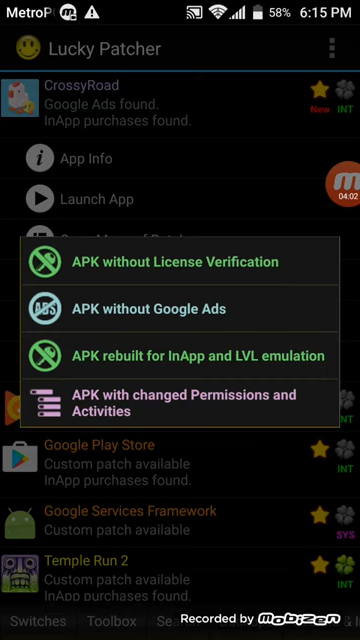 MetroP
58% 6:15 PM
Lucky Patcher
CrossyRoad
Google Ads found.
InApp purchases found.
New INT
App Info
Launch App
04:02
APK without License Verification
ADS APK without Google Ads
APK rebuilt for InApp and LVL emulation
APK with changed Permissions and
Activities
Google Play Store
Custom patch available
InApp purchases found.
INT
Google Services Framework
Custom patch available
SYS
Temple Run 2
Custom patch available
InApp purchases found.
INT
Switches Toolbox
Recorded by MOBIZEN